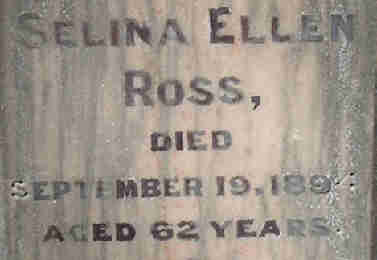 SELINA ELLEN
ROSS,
DIED
SEPTEMBER 19,
AGED 62 YEARS